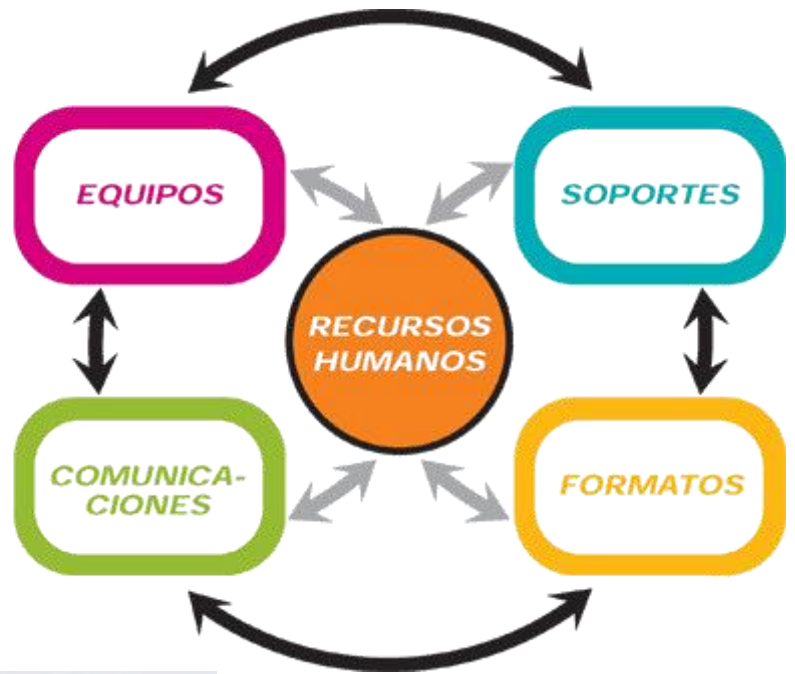 EQUIPOS
SOPORTES
RECURSOS
HUMANOS
COMUNICA-
CIONES
FORMATOS